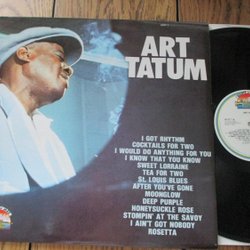 ART
TATUM
I GOT RHYTHM
COCKTAILS FOR TWO
I WOULD DO ANYTHING FOR YOU
I KNOW THAT YOU KNOW
SWEET LORRAINE
TEA FOR TWO
ST. LOUIS BLUES
AFTER YOU'VE GONE
MOONGLOW
DEEP PURPLE
HONEYSUCKLE ROSE
STOMPIN' AT THE SAVOY
I AIN'T GOT NOBODY
ROSETTA